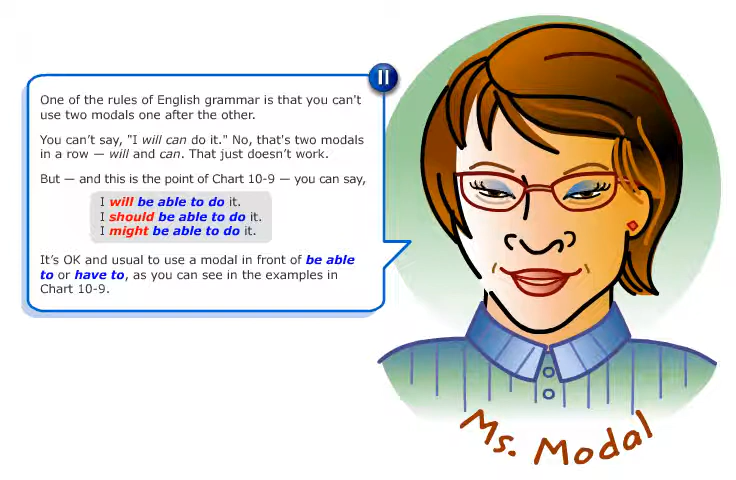 One of the rules of English grammar is that you can't
use two modals one after the other.
You can't say, "I will can do it." No, that's two modals
in a row — will and can. That just doesn't work.
But — and this is the point of Chart 10-9 — you can say,
I will be able to do it.
I should be able to do it.
I might be able to do it.
It's OK and usual to use a modal in front of be able
to or have to, as you can see in the examples in
Chart 10-9.
Ms. Modal